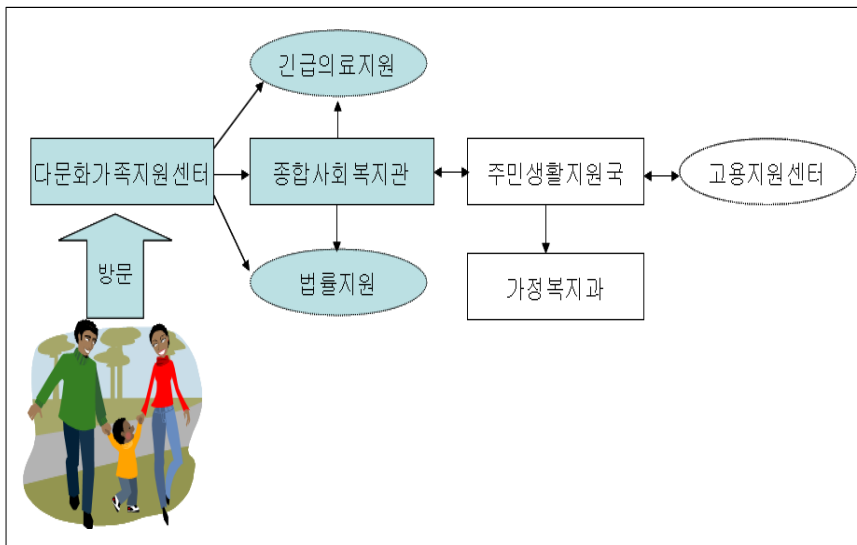 긴급의료지원
다문화가족지원센터
종합사회복지관
주민생활지원국
고용지원센터
방문
법률지원
가정복지과